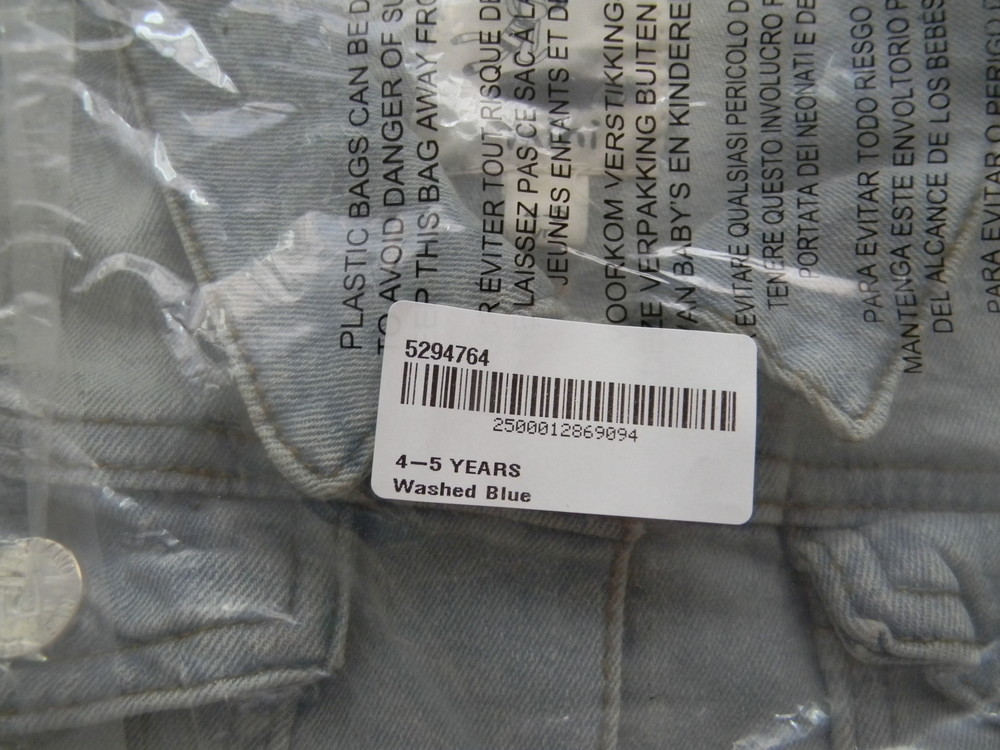 PLASTIC BAGS CAN BE D
TO AVOID DANGER OF SU
P THIS BAG AWAY FRO
R EVITER TOUT RISQUE DE
LAISSEZ PAS CE SAC A LA
JEUNES ENFANTS ET DE
OORKOM VERSTIKKING
ZE VERPAKKING BUITEN
VAN BABY'S EN KINDERE
EVITARE QUALSIASI PERICOLO D
TENERE QUESTO INVOLUCRO F
PORTATA DEI NEONATI E DE
PARA EVITAR TODO RIESGO
MANTENGA ESTE ENVOLTORIO
DEL ALCANCE DE LOS BEBES
PARA EVITAR O PERIGO D
5294764
2500012869094
4-5 YEARS
Washed Blue